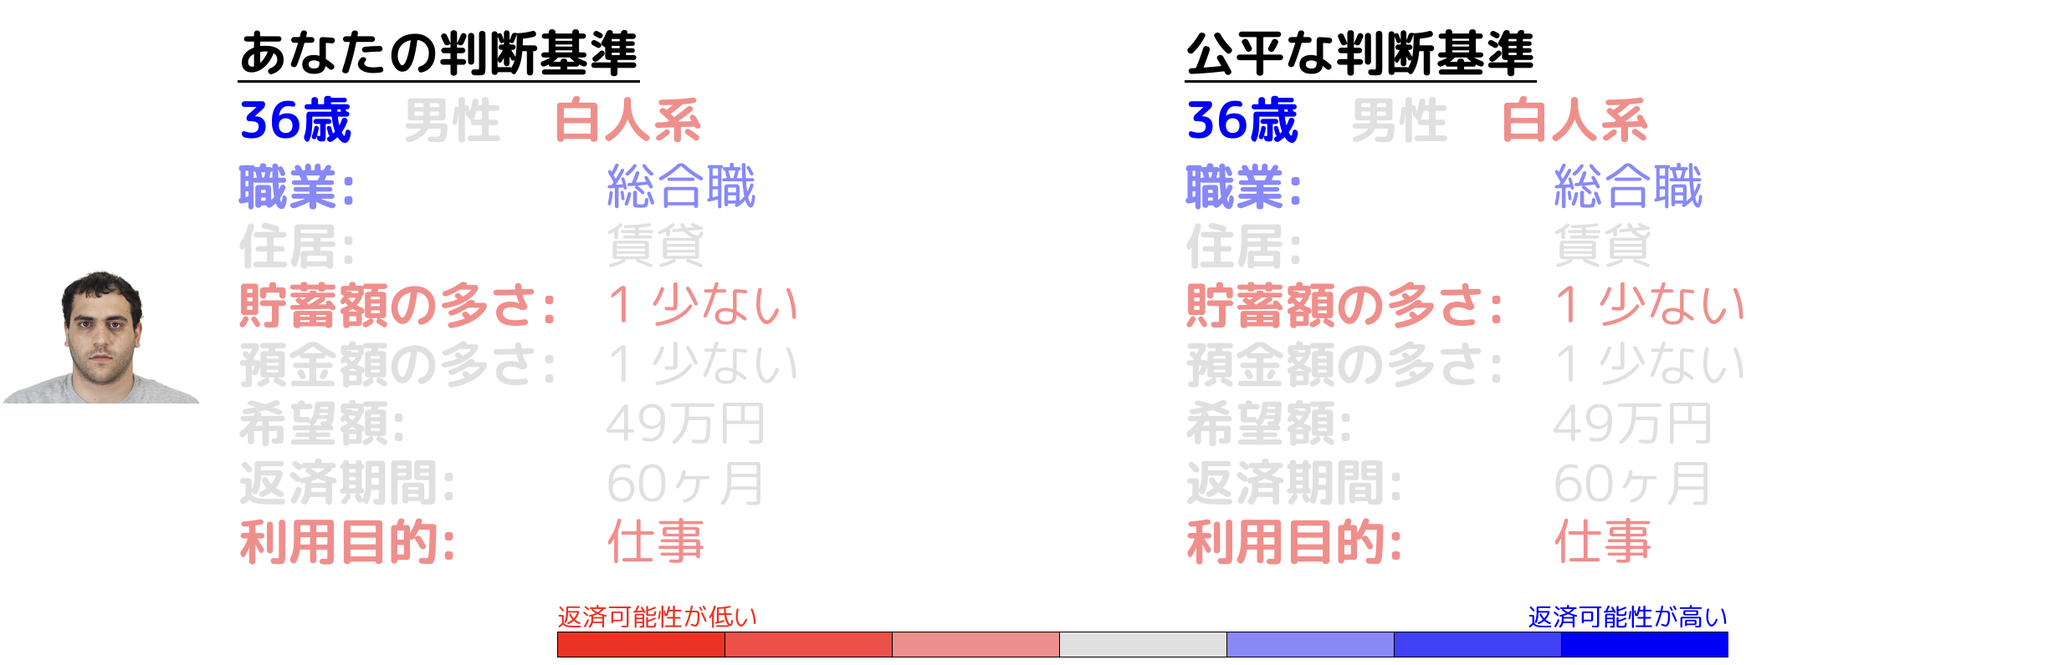 あなたの判断基準
36歳 男性 白人系
職業: 総合職
住居: 賃貸
貯蓄額の多さ: 1 少ない
預金額の多さ: 1 少ない
希望額: 49万円
返済期間: 60ヶ月
利用目的: 仕事
公平な判断基準
36歳 男性 白人系
職業: 総合職
住居: 賃貸
貯蓄額の多さ: 1 少ない
預金額の多さ: 1 少ない
希望額: 49万円
返済期間: 60ヶ月
利用目的: 仕事
返済可能性が低い 返済可能性が高い